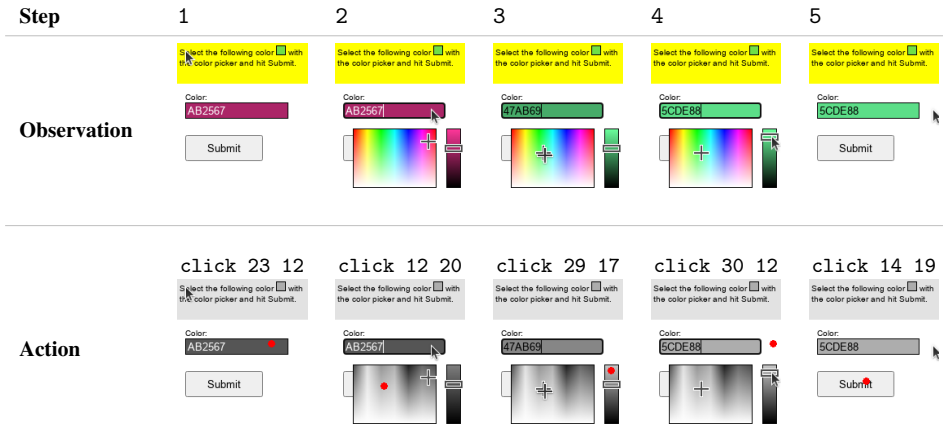 Step 1 2 3 4 5
Select the following color with Select the following color with Select the following color with Select the following color with Select the following color with
the color picker and hit Submit. the color picker and hit Submit. the color picker and hit Submit. the color picker and hit Submit. the color picker and hit Submit.
Color: Color: Color: Color: Color:
AB2567 AB2567 47AB69 5CDE88 5CDE88
Observation
Submit Submit
click 23 12 click 12 20 click 29 17 click 30 12 click 14 19
Select the following color with Select the following color with Select the following color with Select the following color with Select the following color with
the color picker and hit Submit. the color picker and hit Submit. the color picker and hit Submit. the color picker and hit Submit. the color picker and hit Submit.
Color: Color: Color: Color: Color:
AB2567 AB2567 47AB69 5CDE88 5CDE88
Action
Submit Submit